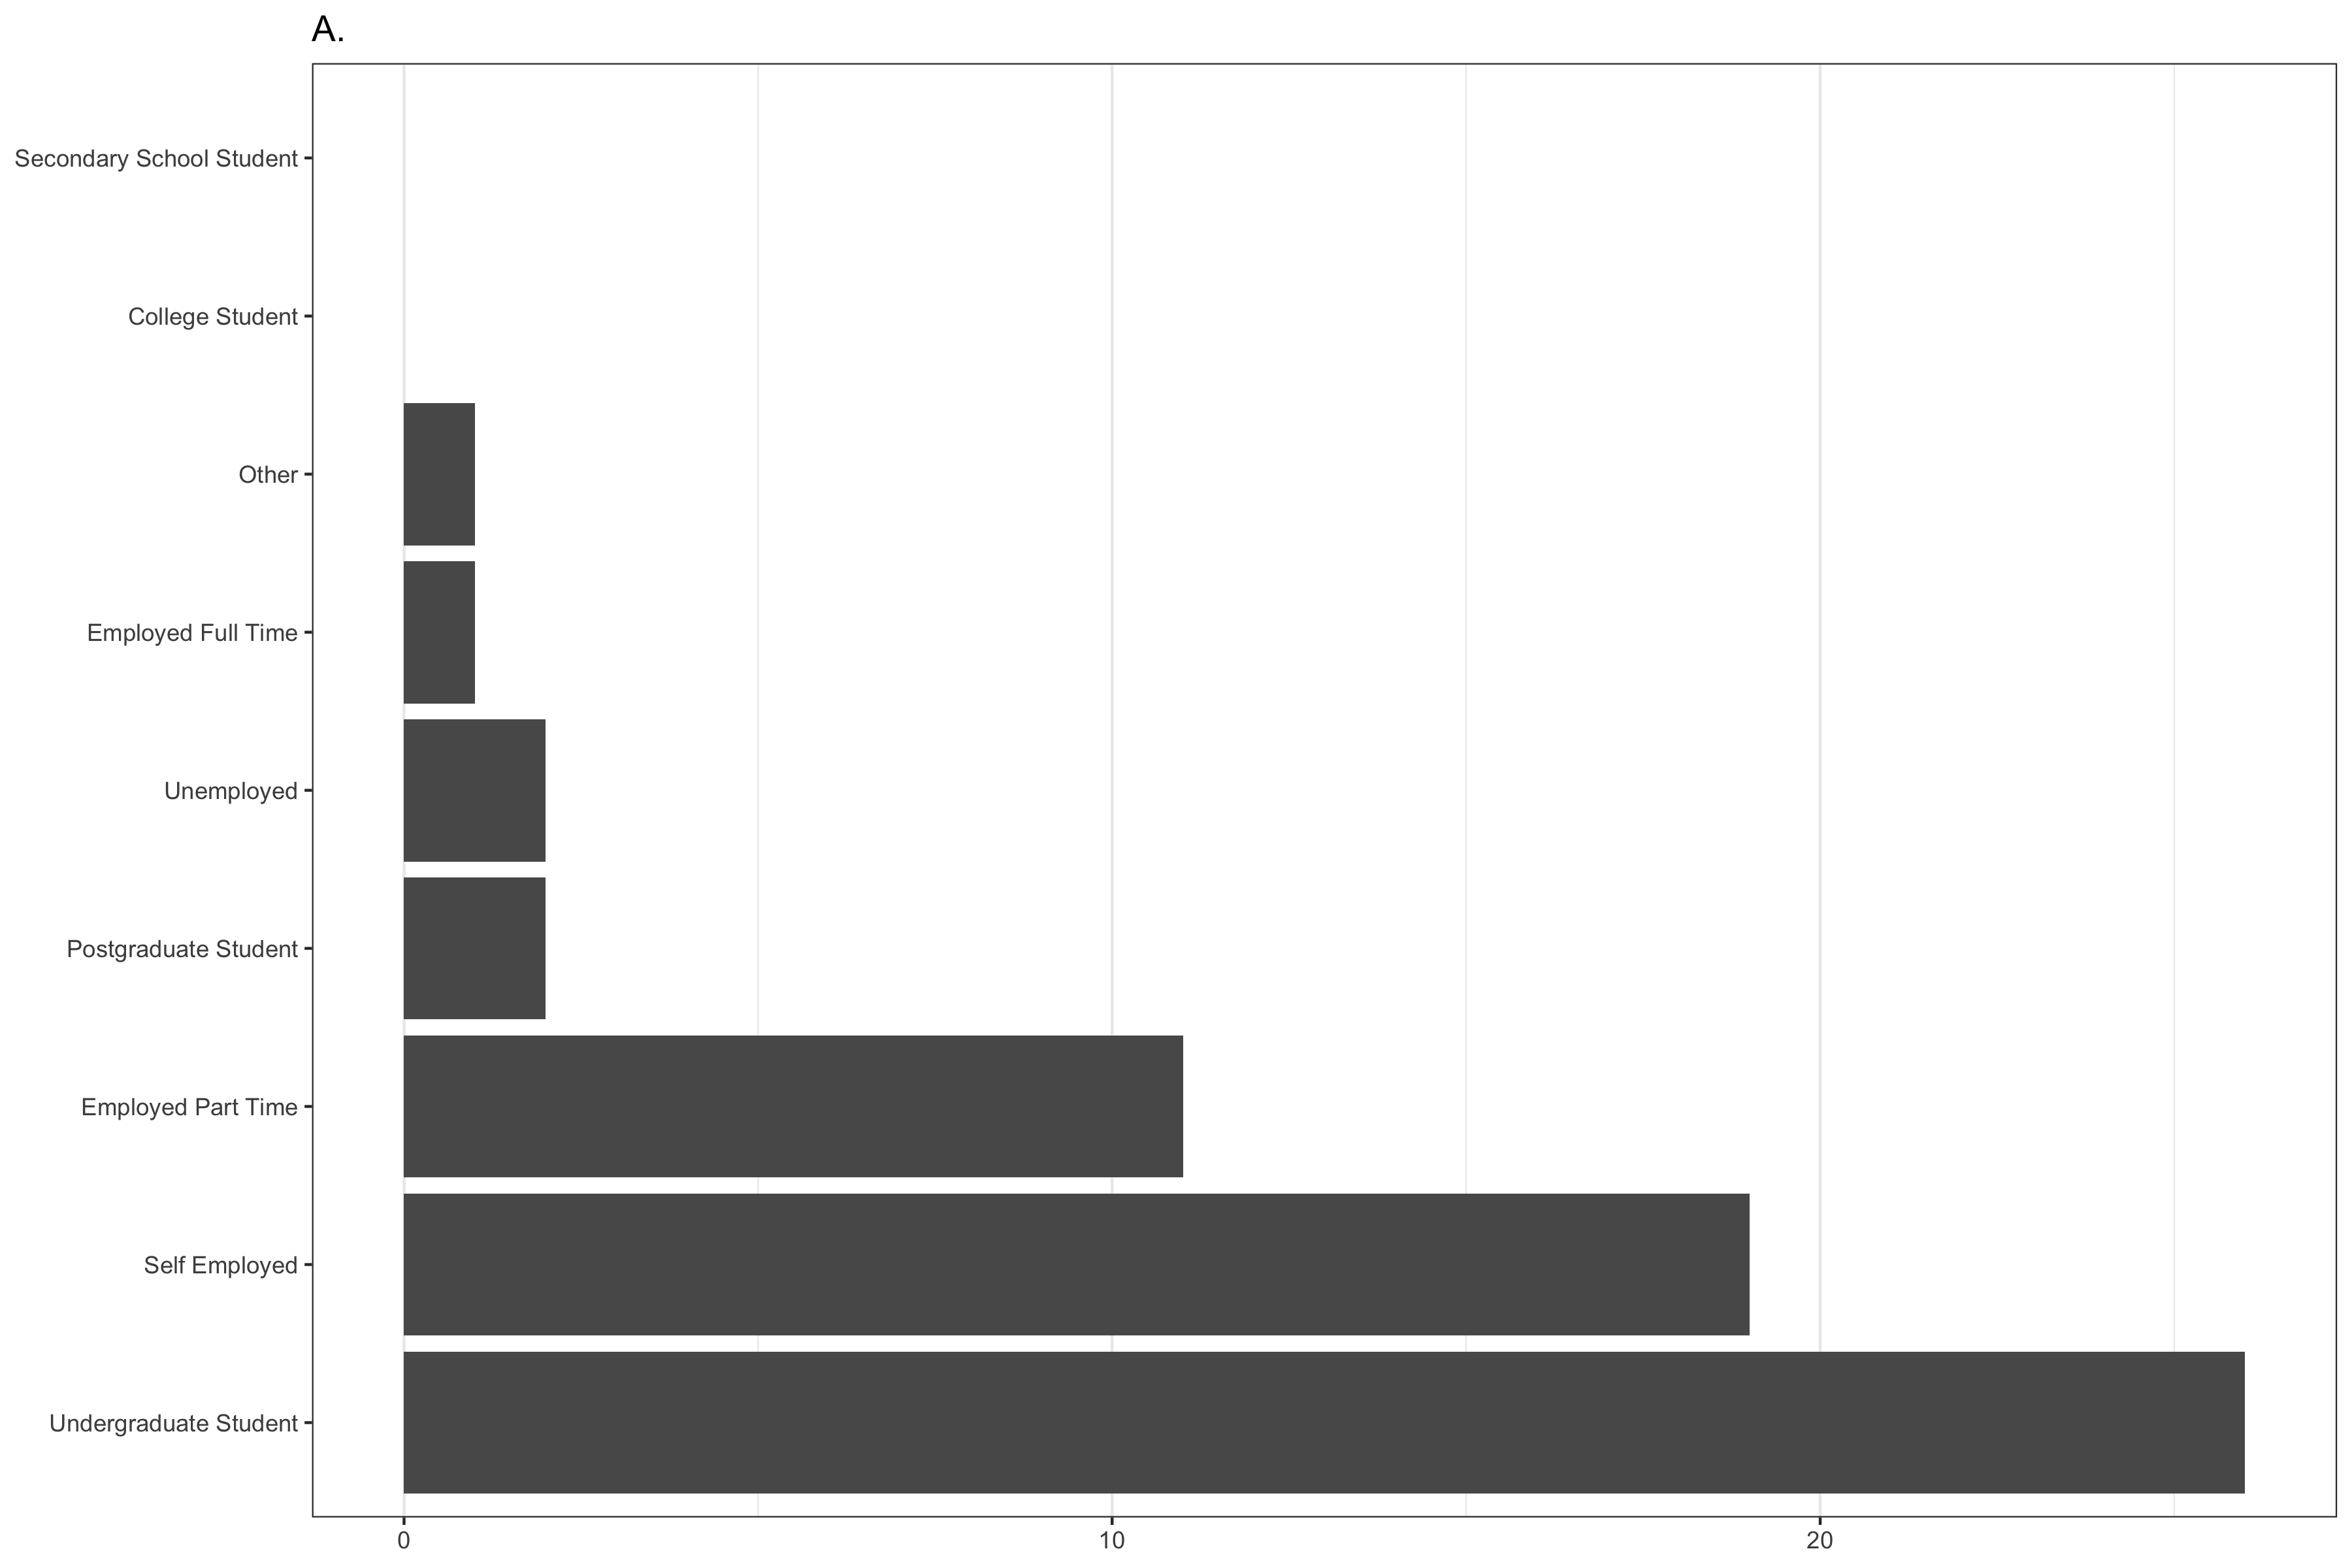 A.
Secondary School Student
College Student
Other
Employed Full Time
Unemployed
Postgraduate Student
Employed Part Time
Self Employed
Undergraduate Student
0 10 20